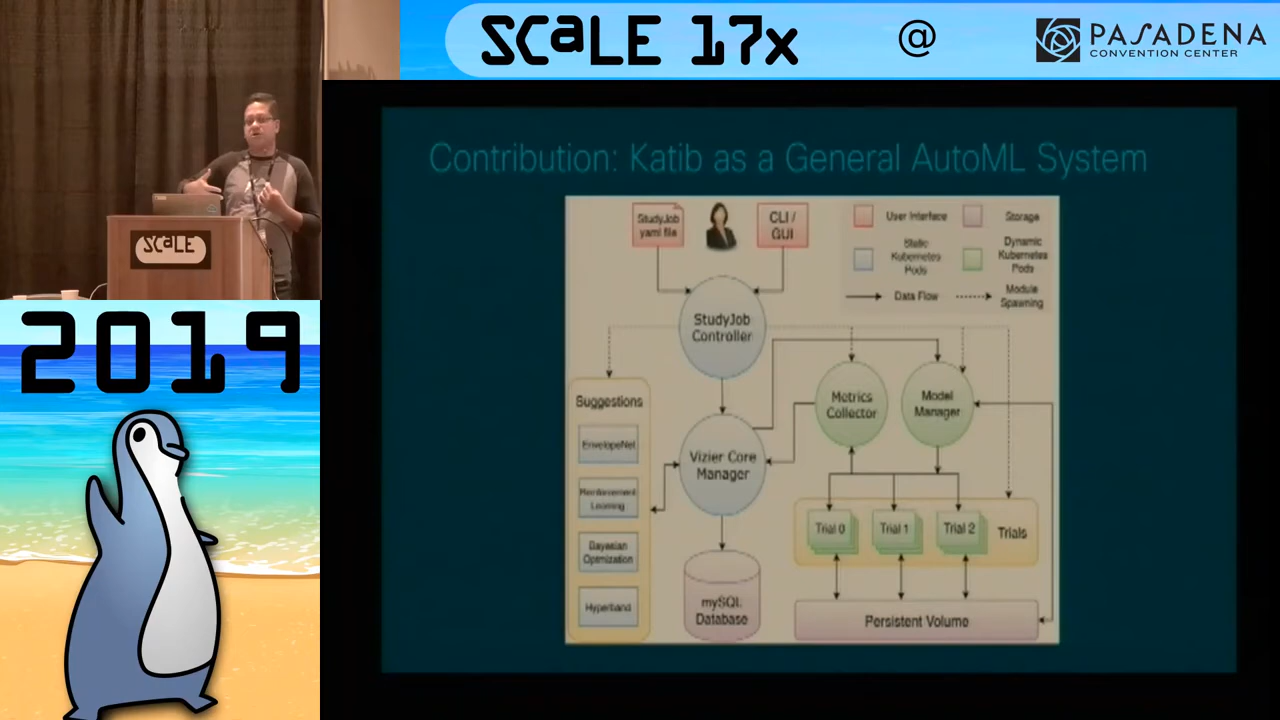 SCaLE 17x
@
PASADENA
CONVENTION CENTER
SCaLE
2019
Contribution: Katib as a General AutoML System
StudyJob
yaml file
CLI /
GUI
User Interface
Storage
Static
Kubernetes
Pods
Dynamic
Kubernetes
Pods
Data Flow
Module
Spawning
StudyJob
Controller
Suggestions
EnvelopeNet
Reinforcement
Learning
Bayesian
Optimization
Hyperband
Vizier Core
Manager
mySQL
Database
Metrics
Collector
Model
Manager
Trial 0
Trial 1
Trial 2
Trials
Persistent Volume